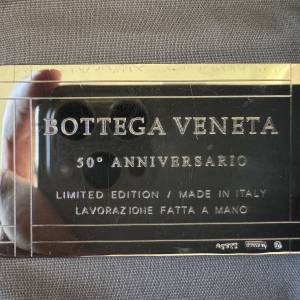 BOTTEGA VENETA
50° ANNIVERSARIO
LIMITED EDITION / MADE IN ITALY
LAVORAZIONE FATTA A MANO